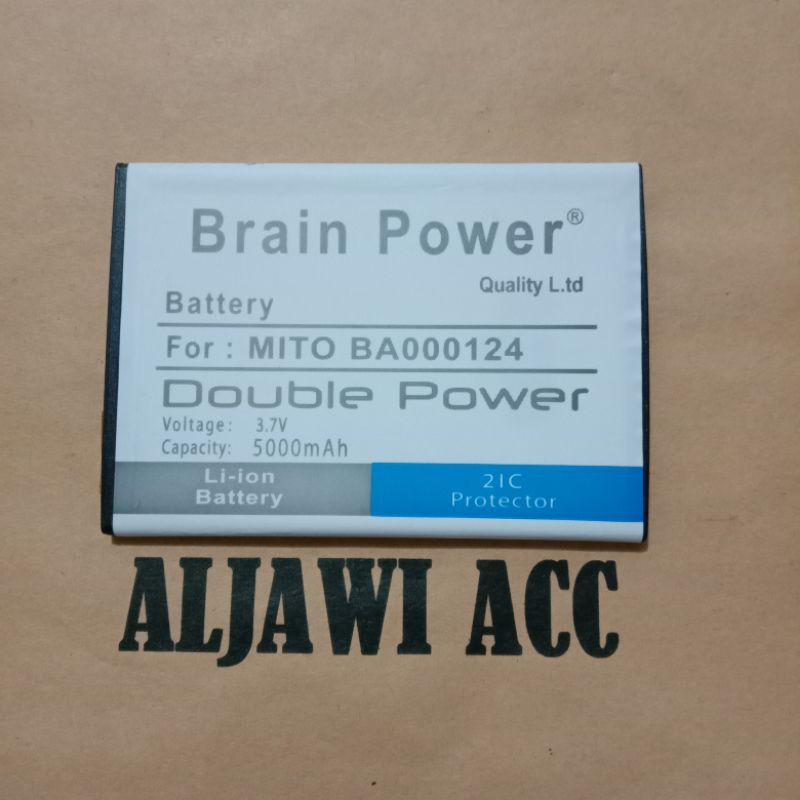 Brain Power®
Quality L.td
Battery
For : MITO BA000124
Double Power
Voltage: 3.7V
Capacity: 5000mAh
Li-ion
Battery
2IC
Protector
ALJAWI ACC